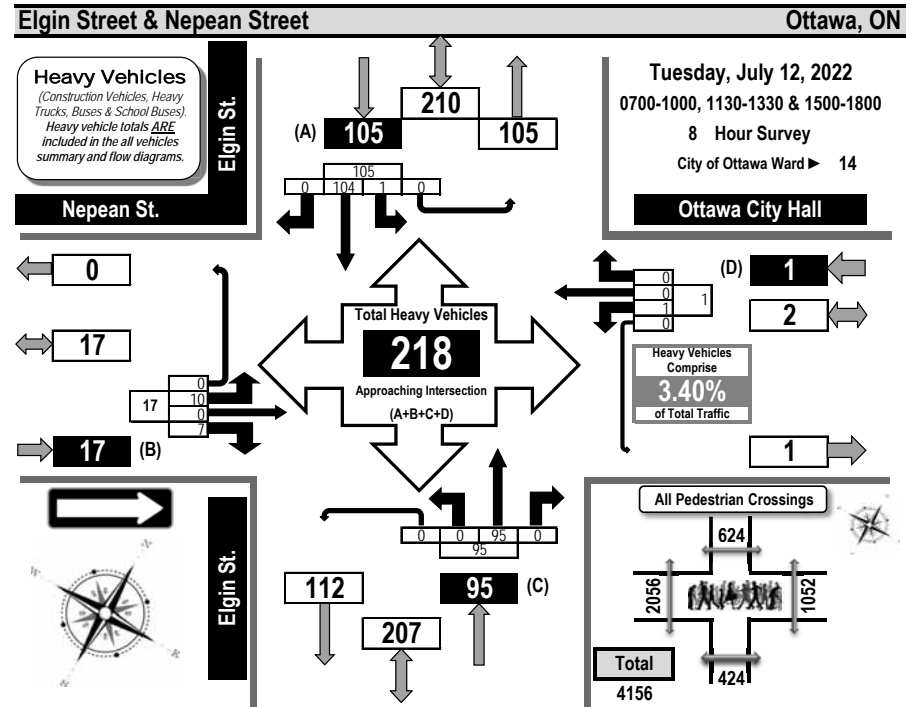 Elgin Street & Nepean Street
Ottawa, ON
Heavy Vehicles
(Construction Vehicles, Heavy
Trucks, Buses & School Buses).
Heavy vehicle totals ARE
included in the all vehicles
summary and flow diagrams.
Elgin St.
Nepean St.
210
(A) 105
105
105
0 104 1 0
Tuesday, July 12, 2022
0700-1000, 1130-1330 & 1500-1800
8 Hour Survey
City of Ottawa Ward ► 14
Ottawa City Hall
0
17
17 (B)
17
0
10
0
7
Total Heavy Vehicles
218
Approaching Intersection
(A+B+C+D)
0
0
1
0
1
(D) 1
2
Heavy Vehicles
Comprise
3.40%
of Total Traffic
1
Elgin St.
0 0 95 0
95
112
95 (C)
207
All Pedestrian Crossings
624
2056
1052
424
Total
4156